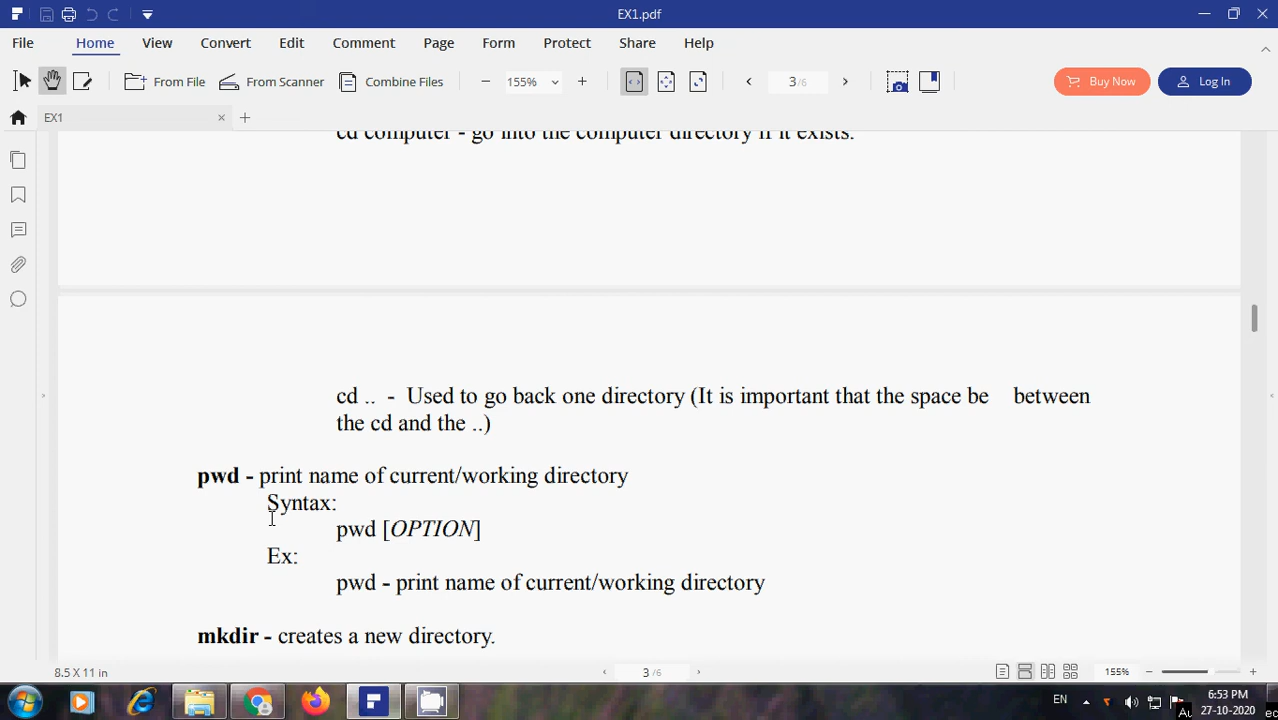 EX1.pdf
File Home View Convert Edit Comment Page Form Protect Share Help
From File From Scanner Combine Files 155% 3/6 Buy Now Log In
EX1
cd computer - go into the computer directory if it exists.
cd .. - Used to go back one directory (It is important that the space be between
the cd and the ..)
pwd - print name of current/working directory
Syntax:
pwd [OPTION]
Ex:
pwd - print name of current/working directory
mkdir - creates a new directory.
8.5 X 11 in 3 /6 155%
EN 6:53 PM
27-10-2020